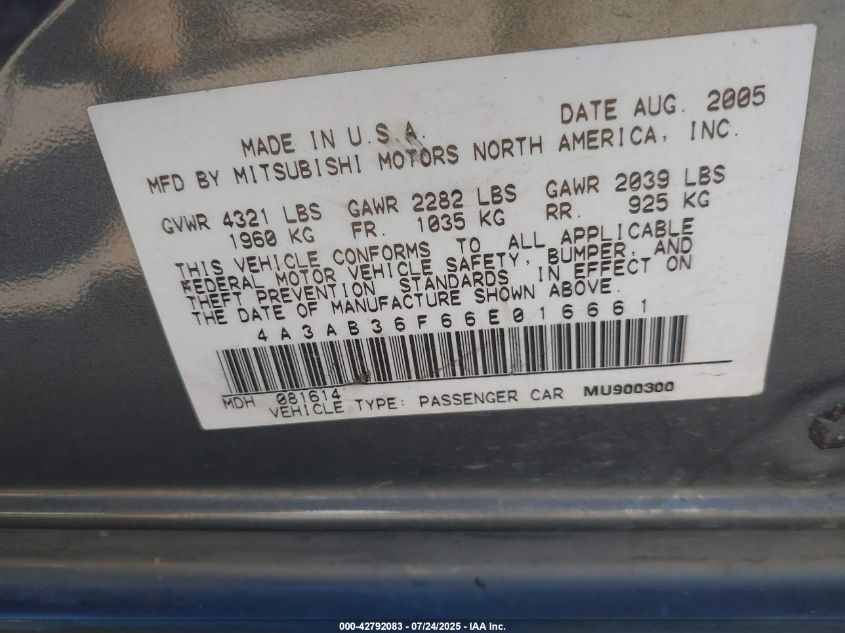 DATE AUG. 2005
MADE IN U.S.A.
MFD BY MITSUBISHI MOTORS NORTH AMERICA, INC.
GVWR 4321 LBS GAWR 2282 LBS GAWR 2039 LBS
1960 KG FR. 1035 KG RR. 925 KG
THIS VEHICLE CONFORMS TO ALL APPLICABLE
FEDERAL MOTOR VEHICLE SAFETY, BUMPER, AND
THEFT PREVENTION STANDARDS IN EFFECT ON
THE DATE OF MANUFACTURE SHOWN ABOVE.
4A3AB36F66E016661
MDH 081614
VEHICLE TYPE: PASSENGER CAR MU900300
000-42792083 - 07/24/2025 - IAA Inc.